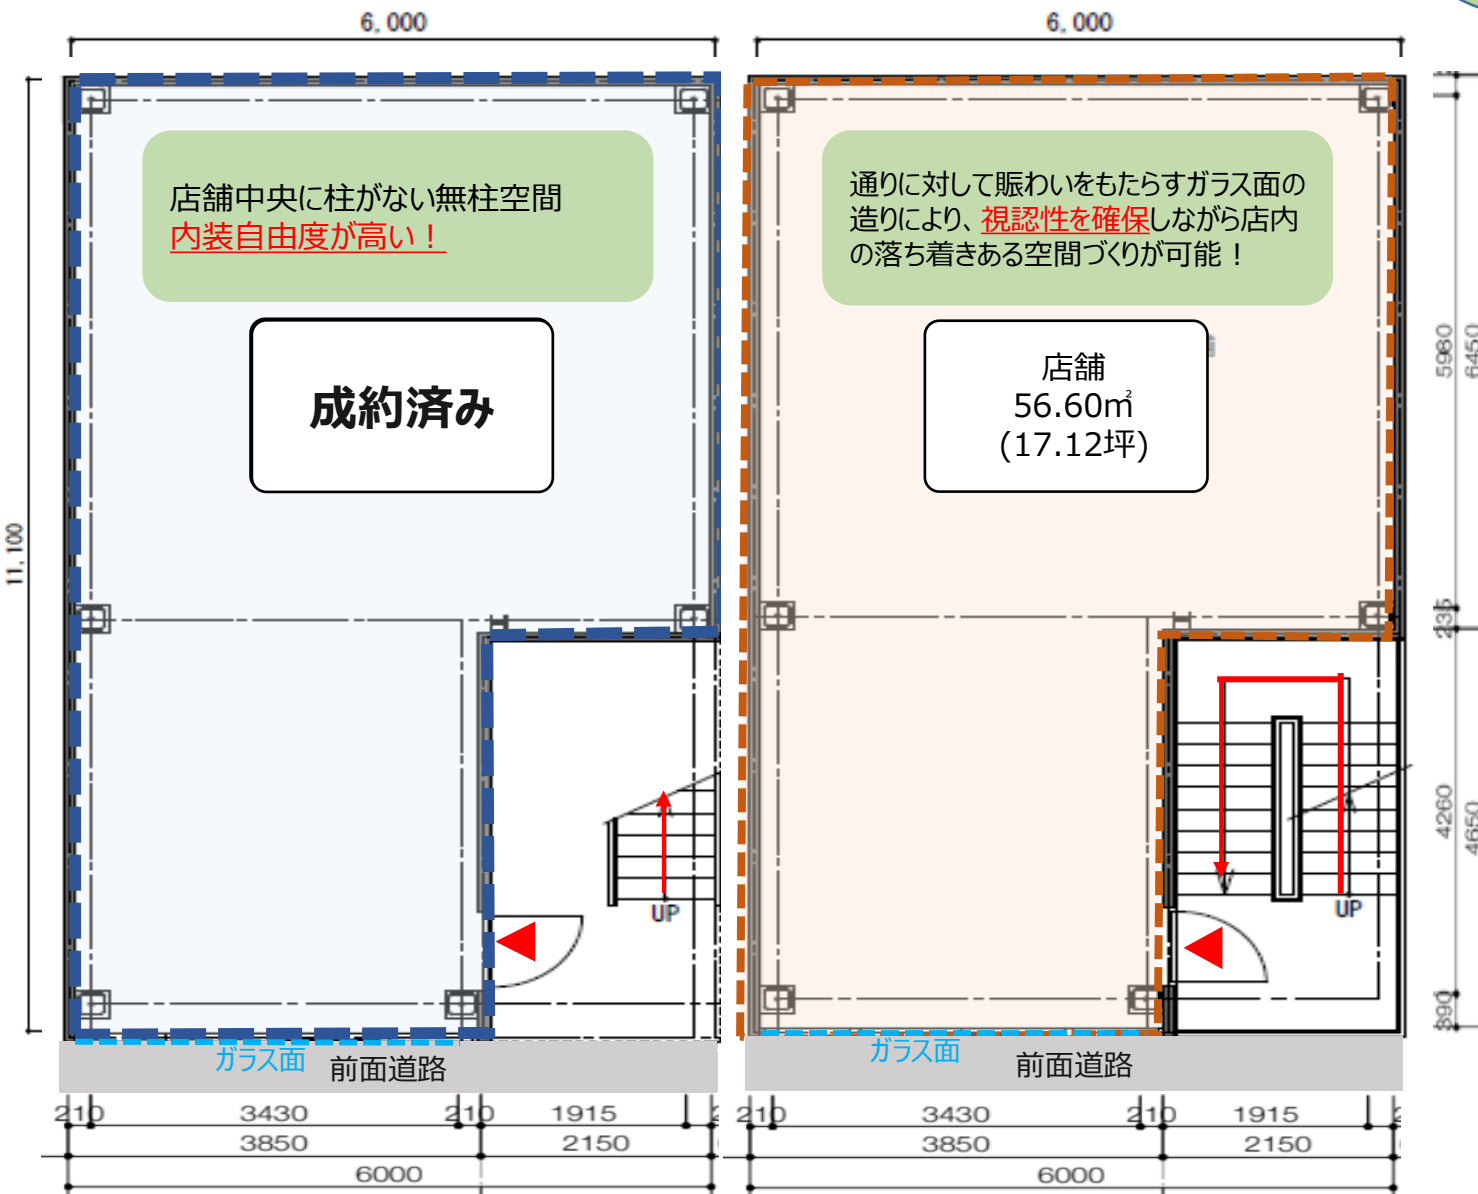 6,000
11,100
店舗中央に柱がない無柱空間
内装自由度が高い！
成約済み
UP
ガラス面
前面道路
210 3430 210 1915
3850 2150
6000
6,000
通りに対して賑わいをもたらすガラス面の
造りにより、視認性を確保しながら店内
の落ち着きある空間づくりが可能！
店舗
56.60㎡
(17.12坪)
UP
ガラス面
前面道路
210 3430 210 1915
3850 2150
6000
5980
6450
235
4260
4650
390